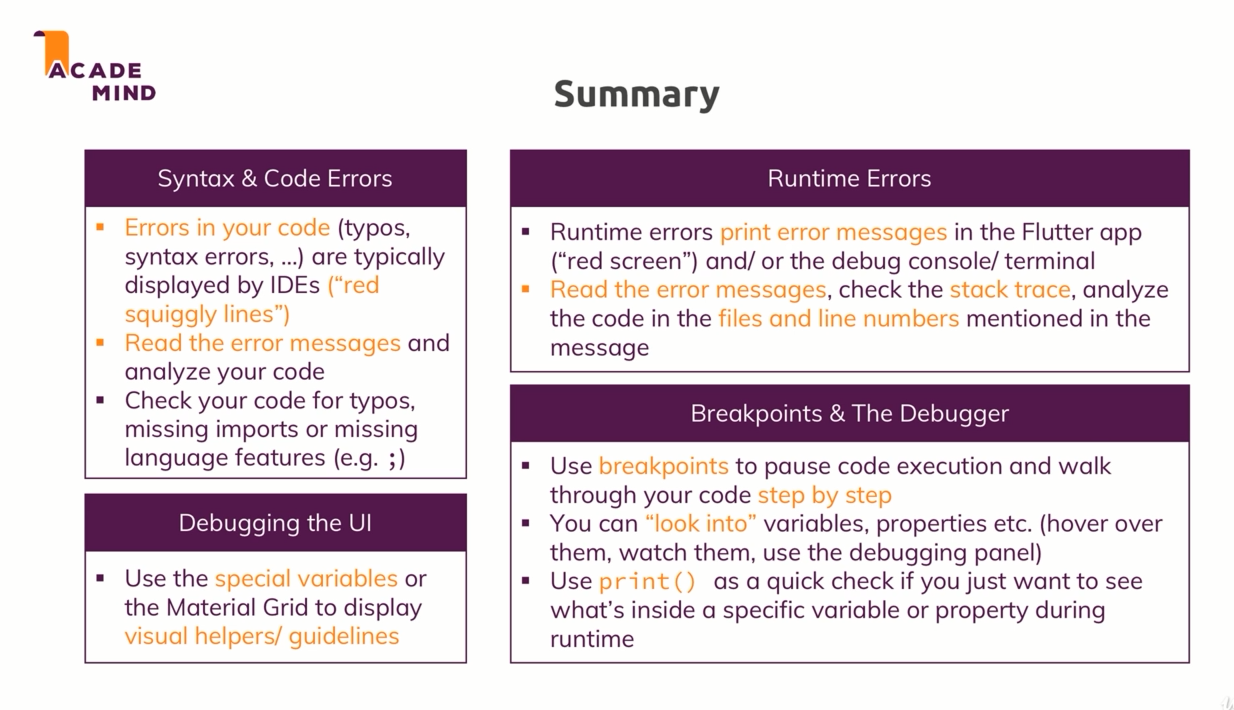 ACADE
MIND
Summary
Syntax & Code Errors
▪ Errors in your code (typos,
syntax errors, ...) are typically
displayed by IDEs (“red
squiggly lines”)
▪ Read the error messages and
analyze your code
▪ Check your code for typos,
missing imports or missing
language features (e.g. ;)
Debugging the UI
▪ Use the special variables or
the Material Grid to display
visual helpers/ guidelines
Runtime Errors
▪ Runtime errors print error messages in the Flutter app
(“red screen”) and/ or the debug console/ terminal
▪ Read the error messages, check the stack trace, analyze
the code in the files and line numbers mentioned in the
message
Breakpoints & The Debugger
▪ Use breakpoints to pause code execution and walk
through your code step by step
▪ You can “look into” variables, properties etc. (hover over
them, watch them, use the debugging panel)
▪ Use print() as a quick check if you just want to see
what’s inside a specific variable or property during
runtime